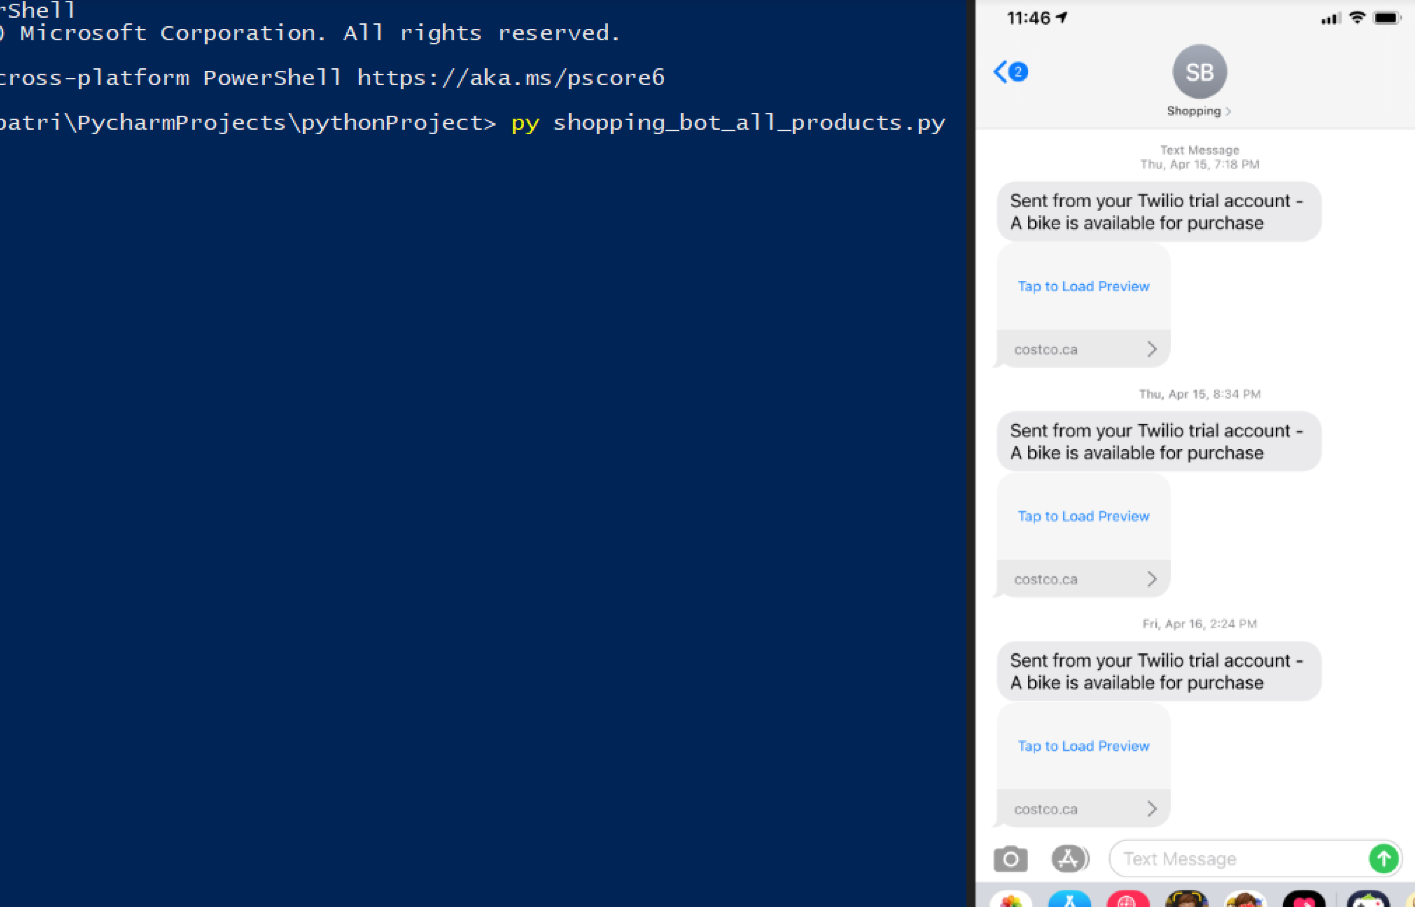 rShell
) Microsoft Corporation. All rights reserved.
cross-platform PowerShell https://aka.ms/pscore6
patri\PycharmProjects\pythonProject> py shopping_bot_all_products.py
11:46
2
SB
Shopping >
Text Message
Thu, Apr 15, 7:18 PM
Sent from your Twilio trial account -
A bike is available for purchase
Tap to Load Preview
costco.ca
Thu, Apr 15, 8:34 PM
Sent from your Twilio trial account -
A bike is available for purchase
Tap to Load Preview
costco.ca
Fri, Apr 16, 2:24 PM
Sent from your Twilio trial account -
A bike is available for purchase
Tap to Load Preview
costco.ca
Text Message